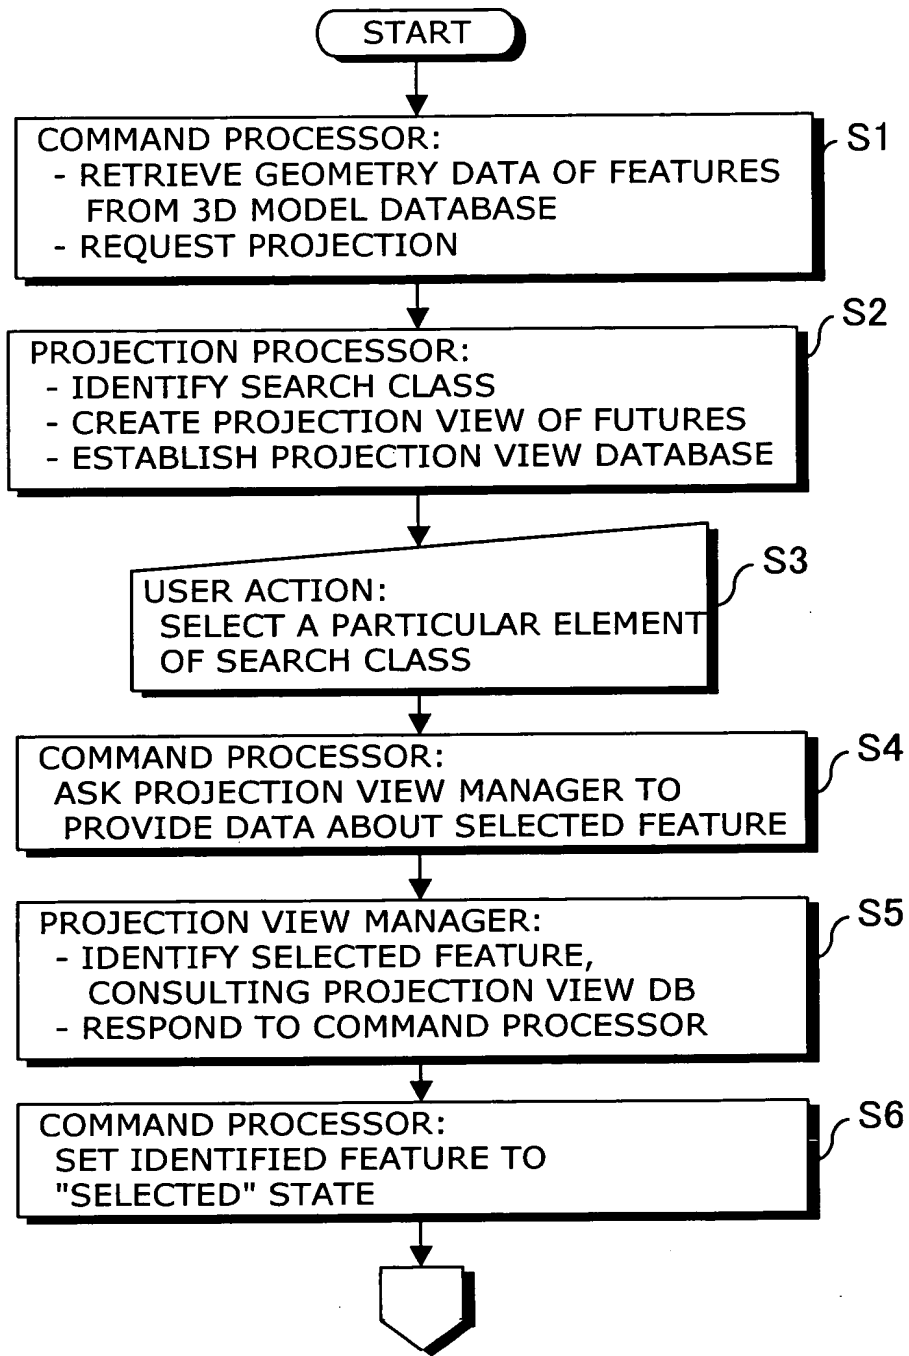 START
COMMAND PROCESSOR:
- RETRIEVE GEOMETRY DATA OF FEATURES
FROM 3D MODEL DATABASE
- REQUEST PROJECTION
S1
PROJECTION PROCESSOR:
- IDENTIFY SEARCH CLASS
- CREATE PROJECTION VIEW OF FUTURES
- ESTABLISH PROJECTION VIEW DATABASE
S2
USER ACTION:
SELECT A PARTICULAR ELEMENT
OF SEARCH CLASS
S3
COMMAND PROCESSOR:
ASK PROJECTION VIEW MANAGER TO
PROVIDE DATA ABOUT SELECTED FEATURE
S4
PROJECTION VIEW MANAGER:
- IDENTIFY SELECTED FEATURE,
CONSULTING PROJECTION VIEW DB
- RESPOND TO COMMAND PROCESSOR
S5
COMMAND PROCESSOR:
SET IDENTIFIED FEATURE TO
"SELECTED" STATE
S6